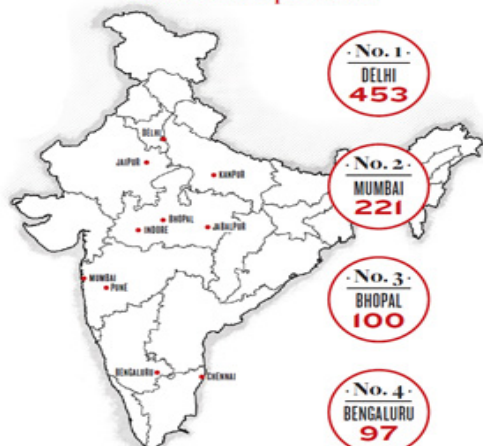 DELHI
JAIPUR
KANPUR
BHOPAL
INDORE
JABALPUR
MUMBAI
PUNE
BENGALURU
CHENNAI
· No. 1 ·
DELHI
453
· No. 2 ·
MUMBAI
221
· No. 3 ·
BHOPAL
100
· No. 4 ·
BENGALURU
97